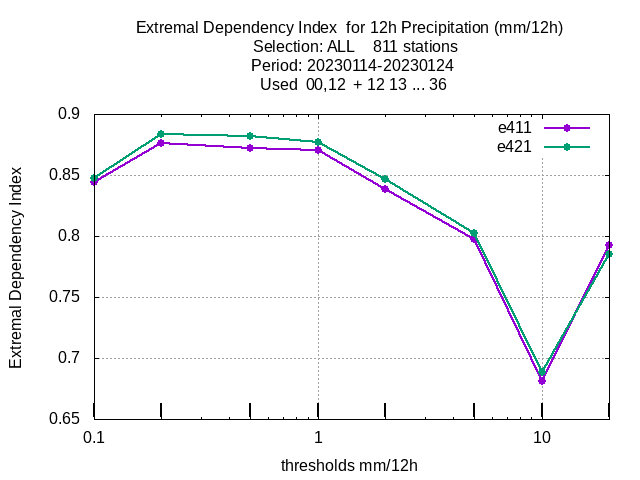 Extremal Dependency Index  for 12h Precipitation (mm/12h)
Selection: ALL    811 stations
Period: 20230114-20230124
Used  00,12  + 12 13 ... 36
e411
e421
0.9
0.85
0.8
0.75
0.7
0.65
Extremal Dependency Index
0.1 1 10
thresholds mm/12h